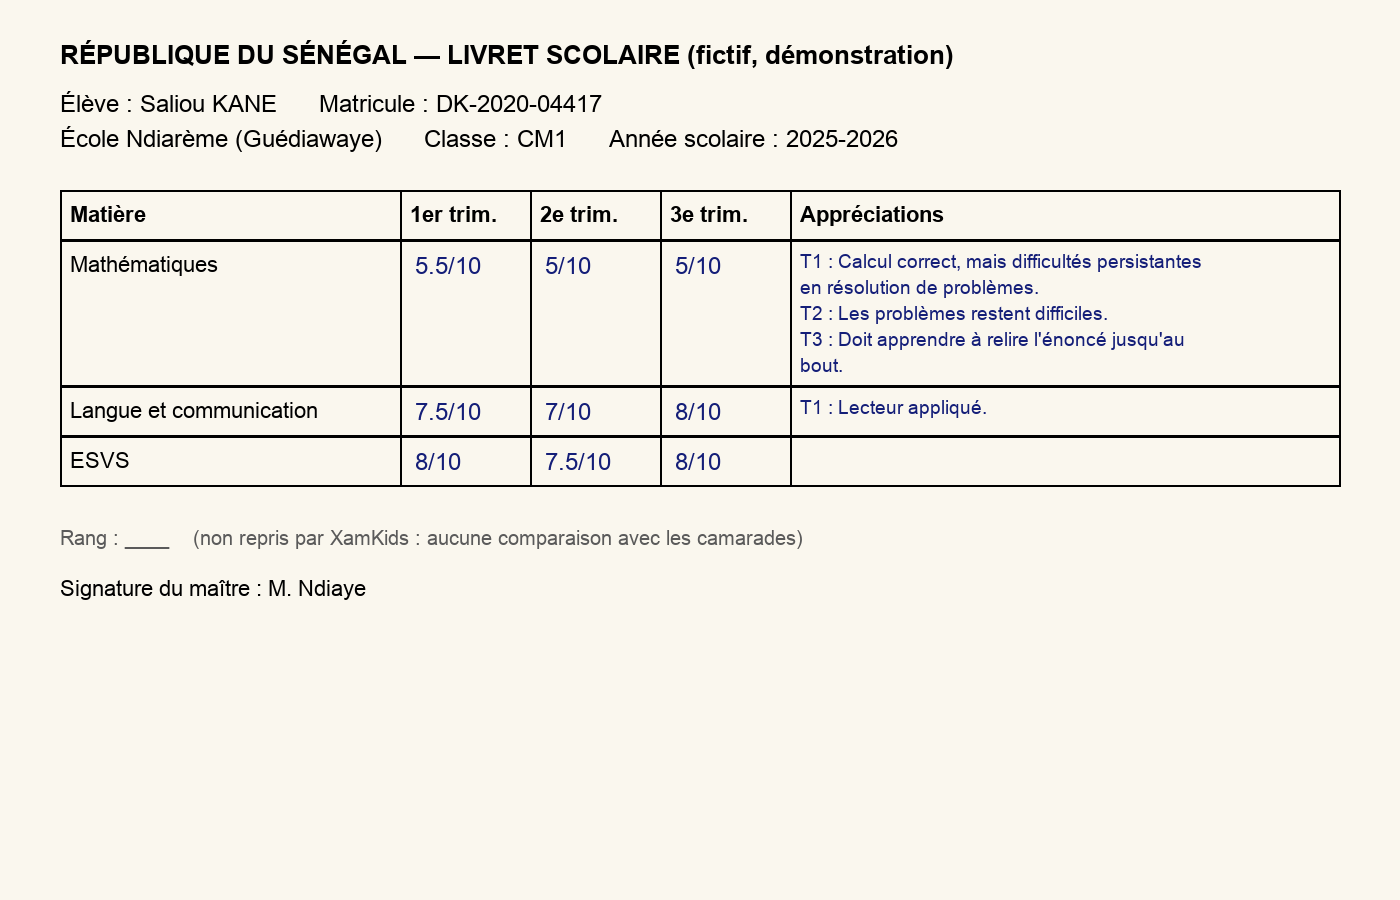 RÉPUBLIQUE DU SÉNÉGAL — LIVRET SCOLAIRE (fictif, démonstration)
Élève : Saliou KANE Matricule : DK-2020-04417
École Ndiarème (Guédiawaye) Classe : CM1 Année scolaire : 2025-2026
Matière 1er trim. 2e trim. 3e trim. Appréciations
Mathématiques 5.5/10 5/10 5/10 T1 : Calcul correct, mais difficultés persistantes
en résolution de problèmes.
T2 : Les problèmes restent difficiles.
T3 : Doit apprendre à relire l'énoncé jusqu'au
bout.
Langue et communication 7.5/10 7/10 8/10 T1 : Lecteur appliqué.
ESVS 8/10 7.5/10 8/10
Rang : ____ (non repris par XamKids : aucune comparaison avec les camarades)
Signature du maître : M. Ndiaye